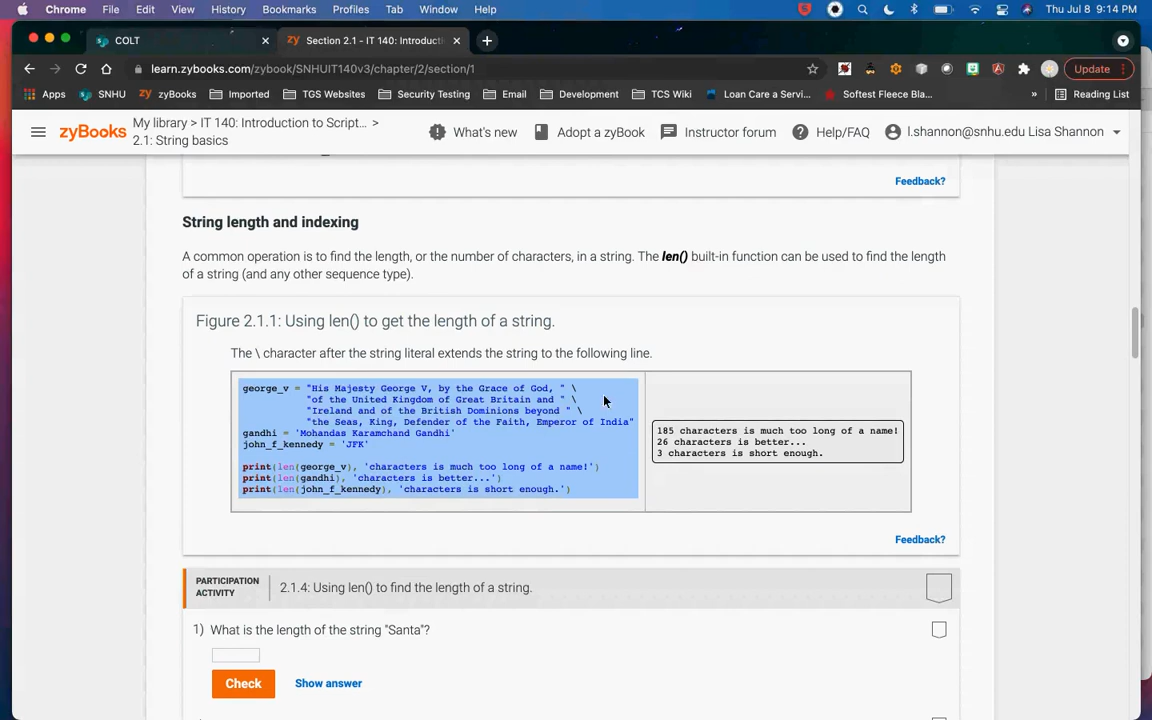 Chrome File Edit View History Bookmarks Profiles Tab Window Help Thu Jul 8 9:14 PM
COLT × zy Section 2.1 - IT 140: Introducti × +
learn.zybooks.com/zybook/SNHUIT140v3/chapter/2/section/1 Update
Apps SNHU zy zyBooks Imported TGS Websites Security Testing Email Development TCS Wiki Loan Care a Servi... Softest Fleece Bla... » Reading List
zyBooks My library > IT 140: Introduction to Script... > What's new Adopt a zyBook Instructor forum Help/FAQ l.shannon@snhu.edu Lisa Shannon
2.1: String basics
Feedback?
String length and indexing
A common operation is to find the length, or the number of characters, in a string. The len() built-in function can be used to find the length
of a string (and any other sequence type).
Figure 2.1.1: Using len() to get the length of a string.
The \ character after the string literal extends the string to the following line.
george_v = "His Majesty George V, by the Grace of God, " \
"of the United Kingdom of Great Britain and " \
"Ireland and of the British Dominions beyond " \
"the Seas, King, Defender of the Faith, Emperor of India"
gandhi = 'Mohandas Karamchand Gandhi'
john_f_kennedy = 'JFK'
print(len(george_v), 'characters is much too long of a name!')
print(len(gandhi), 'characters is better...')
print(len(john_f_kennedy), 'characters is short enough.')
185 characters is much too long of a name!
26 characters is better...
3 characters is short enough.
Feedback?
PARTICIPATION
ACTIVITY
2.1.4: Using len() to find the length of a string.
1) What is the length of the string "Santa"?
Check Show answer